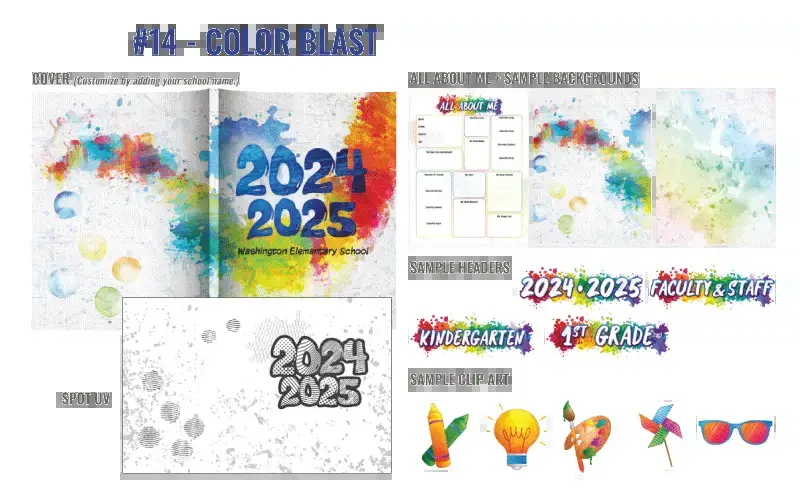 #14 - COLOR BLAST
COVER (Customize by adding your school name.)
2024
2025
Washington Elementary School
SPOT UV
2024
2025
ALL ABOUT ME + SAMPLE BACKGROUNDS
ALL ABOUT ME
SAMPLE HEADERS
2024•2025
FACULTY & STAFF
KINDERGARTEN
1ST GRADE
SAMPLE CLIP ART